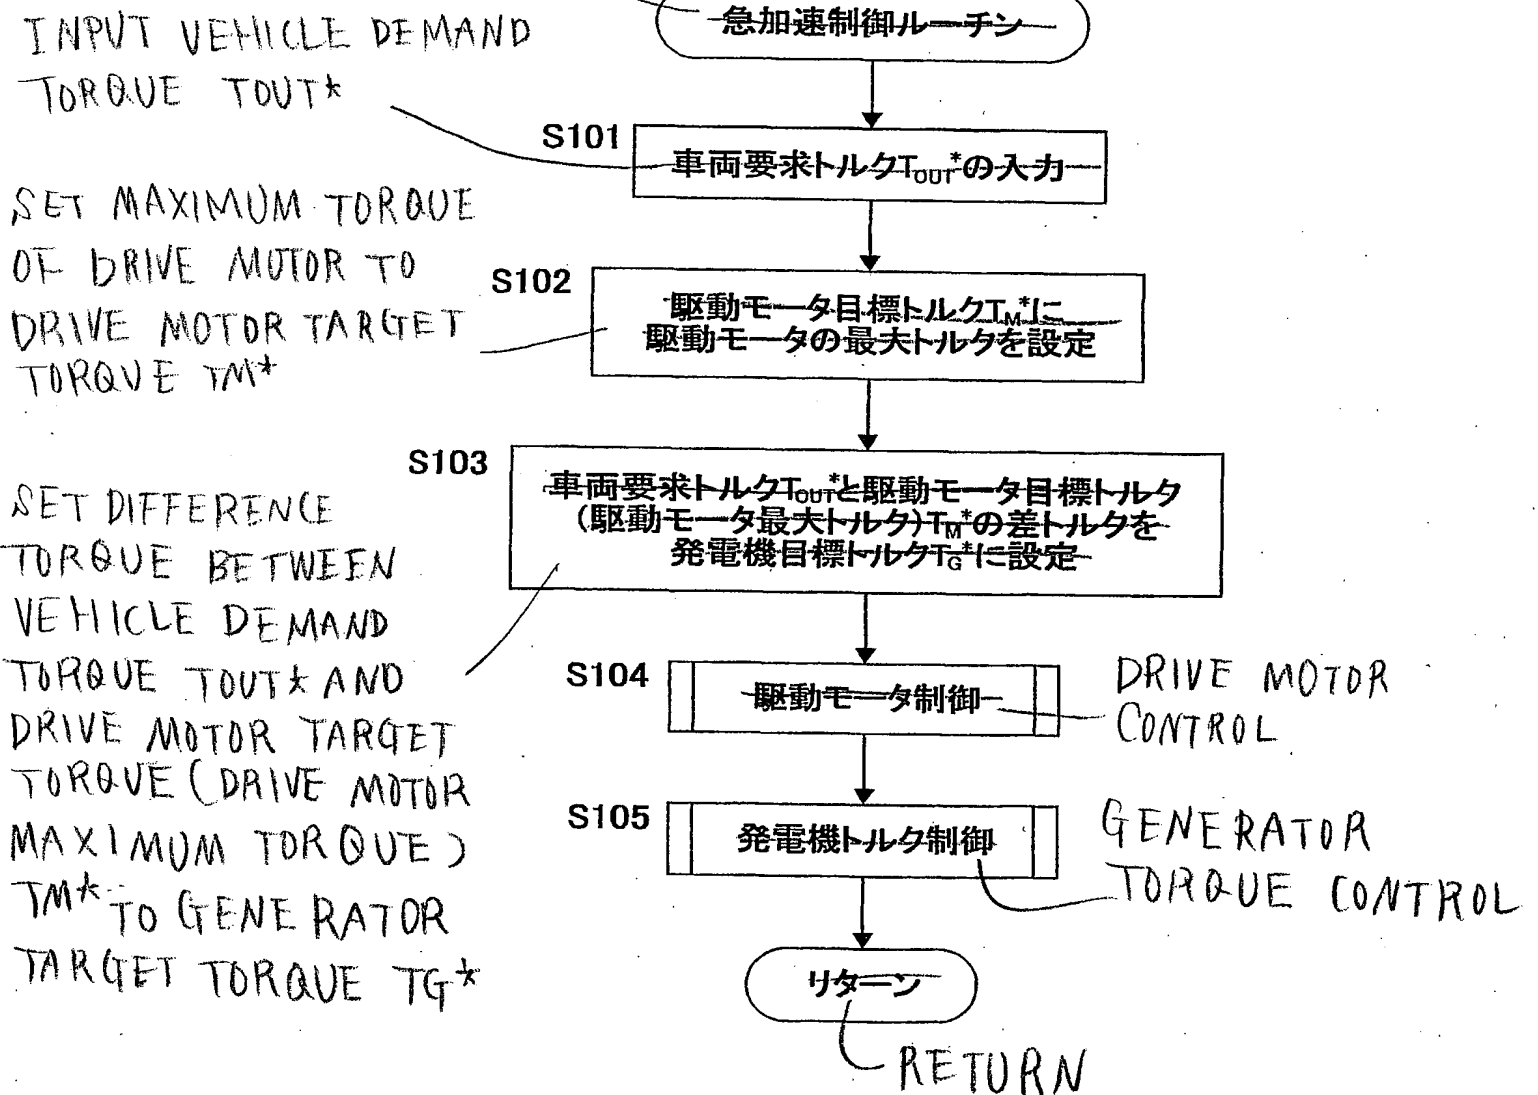 急加速制御ルーチン
INPUT VEHICLE DEMAND
TORQUE TOUT*
S101
車両要求トルクTOUT*の入力
SET MAXIMUM TORQUE
OF DRIVE MOTOR TO
DRIVE MOTOR TARGET
TORQUE TM*
S102
駆動モータ目標トルクTM*に
駆動モータの最大トルクを設定
S103
車両要求トルクTOUT*と駆動モータ目標トルク
(駆動モータ最大トルク)TM*の差トルクを
発電機目標トルクTG*に設定
SET DIFFERENCE
TORQUE BETWEEN
VEHICLE DEMAND
TORQUE TOUT* AND
DRIVE MOTOR TARGET
TORQUE (DRIVE MOTOR
MAXIMUM TORQUE)
TM* TO GENERATOR
TARGET TORQUE TG*
S104
駆動モータ制御
DRIVE MOTOR
CONTROL
S105
発電機トルク制御
GENERATOR
TORQUE CONTROL
リターン
RETURN